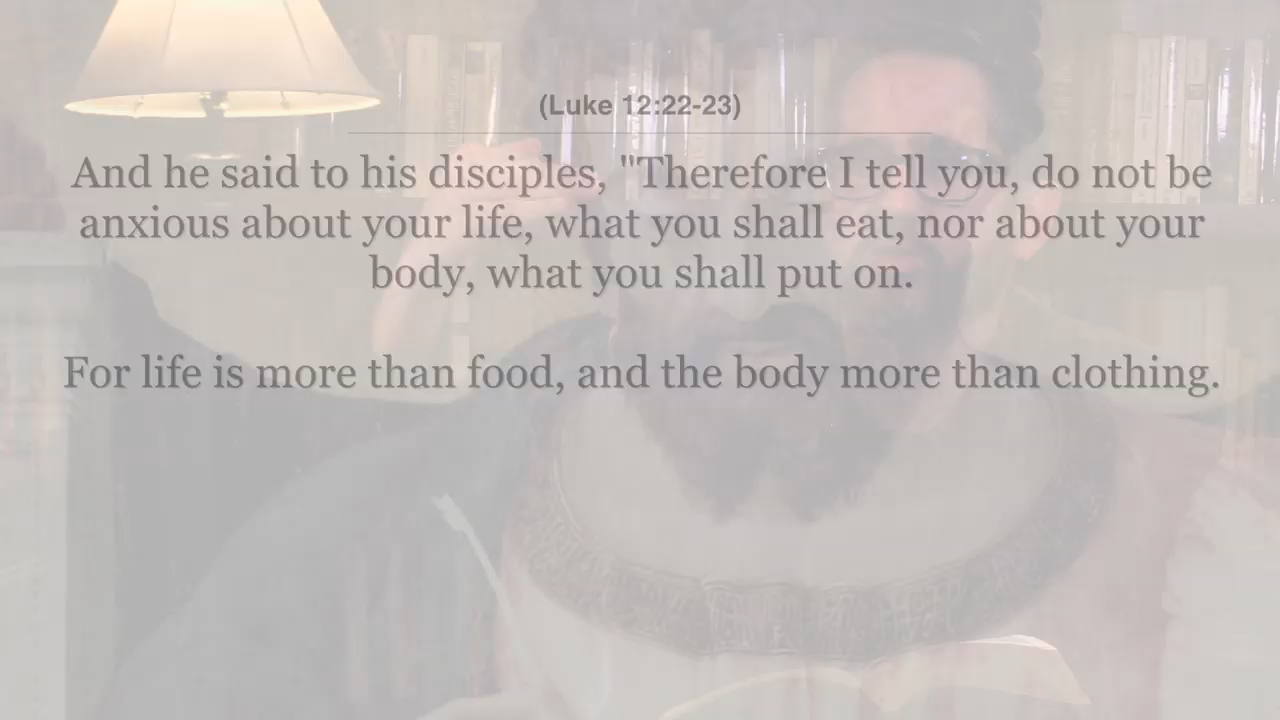 (Luke 12:22-23)
And he said to his disciples, "Therefore I tell you, do not be
anxious about your life, what you shall eat, nor about your
body, what you shall put on.
For life is more than food, and the body more than clothing.